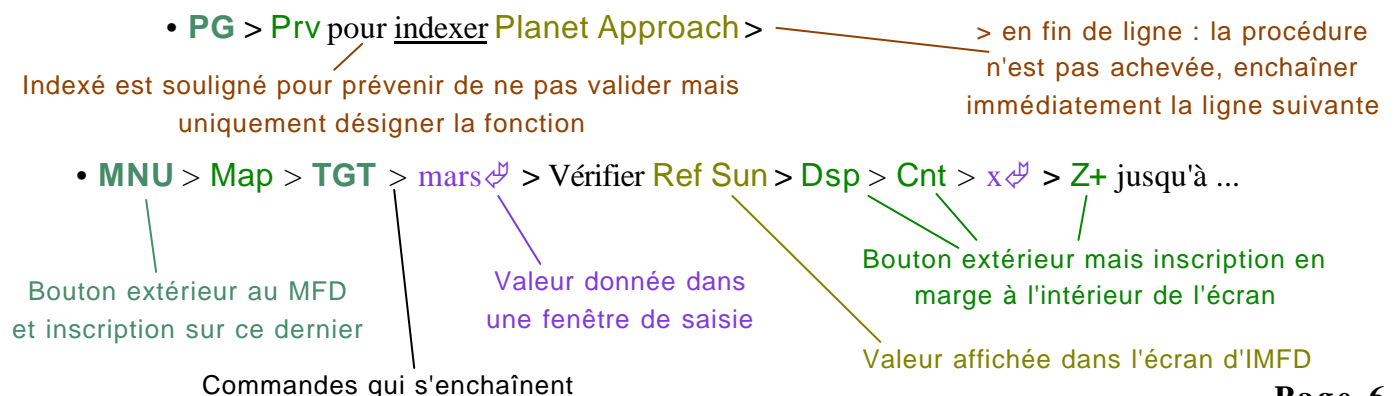 • PG > Prv pour indexer Planet Approach >
> en fin de ligne : la procédure
n'est pas achevée, enchaîner
immédiatement la ligne suivante
Indexé est souligné pour prévenir de ne pas valider mais
uniquement désigner la fonction
• MNU > Map > TGT > mars⏎ > Vérifier Ref Sun > Dsp > Cnt > x⏎ > Z+ jusqu'à ...
Bouton extérieur au MFD
et inscription sur ce dernier
Valeur donnée dans
une fenêtre de saisie
Bouton extérieur mais inscription en
marge à l'intérieur de l'écran
Valeur affichée dans l'écran d'IMFD
Commandes qui s'enchaînent
Page 6